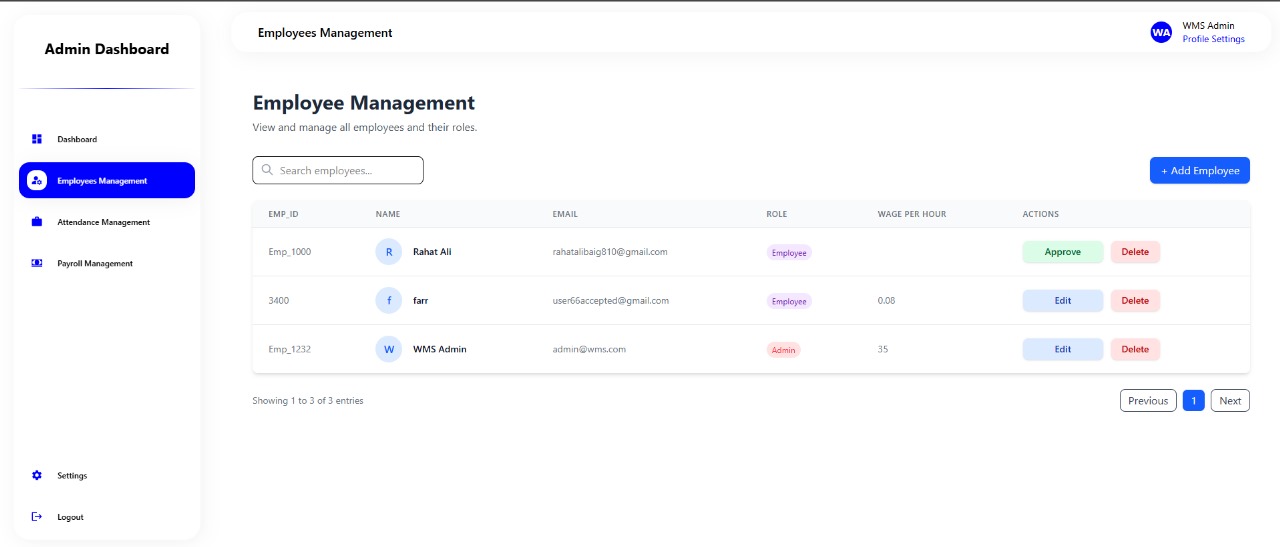 Admin Dashboard
Dashboard
Employees Management
Attendance Management
Payroll Management
Settings
Logout
Employees Management
WA
WMS Admin
Profile Settings
Employee Management
View and manage all employees and their roles.
Search employees...
+ Add Employee
EMP_ID NAME EMAIL ROLE WAGE PER HOUR ACTIONS
Emp_1000 R Rahat Ali rahatalibaig810@gmail.com Employee Approve Delete
3400 f farr user66accepted@gmail.com Employee 0.08 Edit Delete
Emp_1232 W WMS Admin admin@wms.com Admin 35 Edit Delete
Showing 1 to 3 of 3 entries
Previous 1 Next